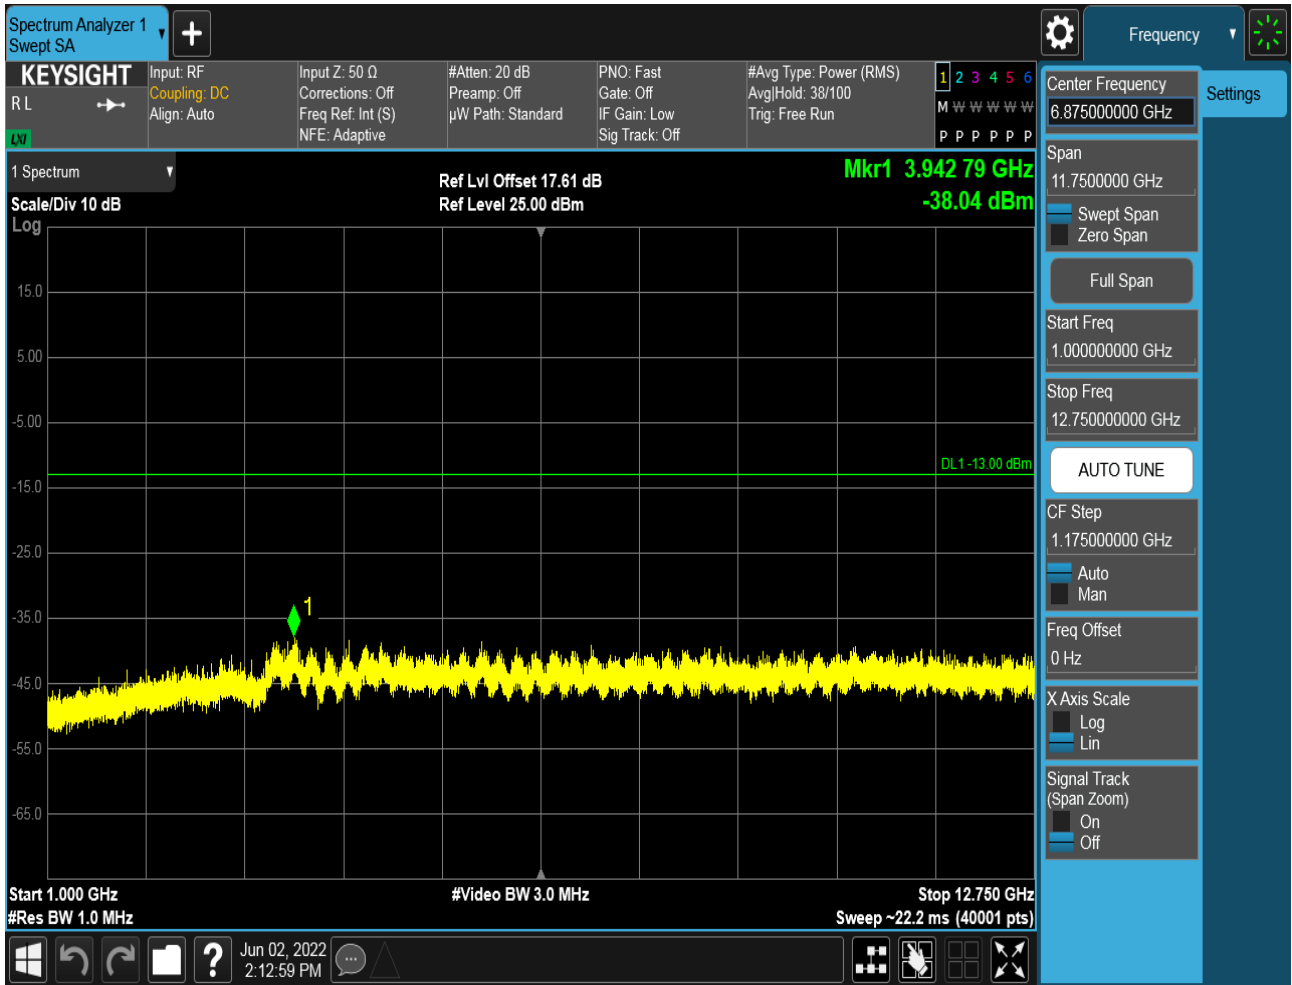 Spectrum Analyzer 1
Swept SA
Frequency
KEYSIGHT
R L
LXI
Input: RF
Coupling: DC
Align: Auto
Input Z: 50 Ω
Corrections: Off
Freq Ref: Int (S)
NFE: Adaptive
#Atten: 20 dB
Preamp: Off
µW Path: Standard
PNO: Fast
Gate: Off
IF Gain: Low
Sig Track: Off
#Avg Type: Power (RMS)
Avg|Hold: 38/100
Trig: Free Run
1 2 3 4 5 6
M W W W W W
P P P P P P
1 Spectrum
Scale/Div 10 dB
Log
Ref Lvl Offset 17.61 dB
Ref Level 25.00 dBm
Mkr1 3.942 79 GHz
-38.04 dBm
15.0
5.00
-5.00
-15.0
-25.0
-35.0
-45.0
-55.0
-65.0
DL1 -13.00 dBm
1
Start 1.000 GHz
#Res BW 1.0 MHz
#Video BW 3.0 MHz
Stop 12.750 GHz
Sweep ~22.2 ms (40001 pts)
Jun 02, 2022
2:12:59 PM
Center Frequency
6.875000000 GHz
Settings
Span
11.7500000 GHz
Swept Span
Zero Span
Full Span
Start Freq
1.000000000 GHz
Stop Freq
12.750000000 GHz
AUTO TUNE
CF Step
1.175000000 GHz
Auto
Man
Freq Offset
0 Hz
X Axis Scale
Log
Lin
Signal Track
(Span Zoom)
On
Off